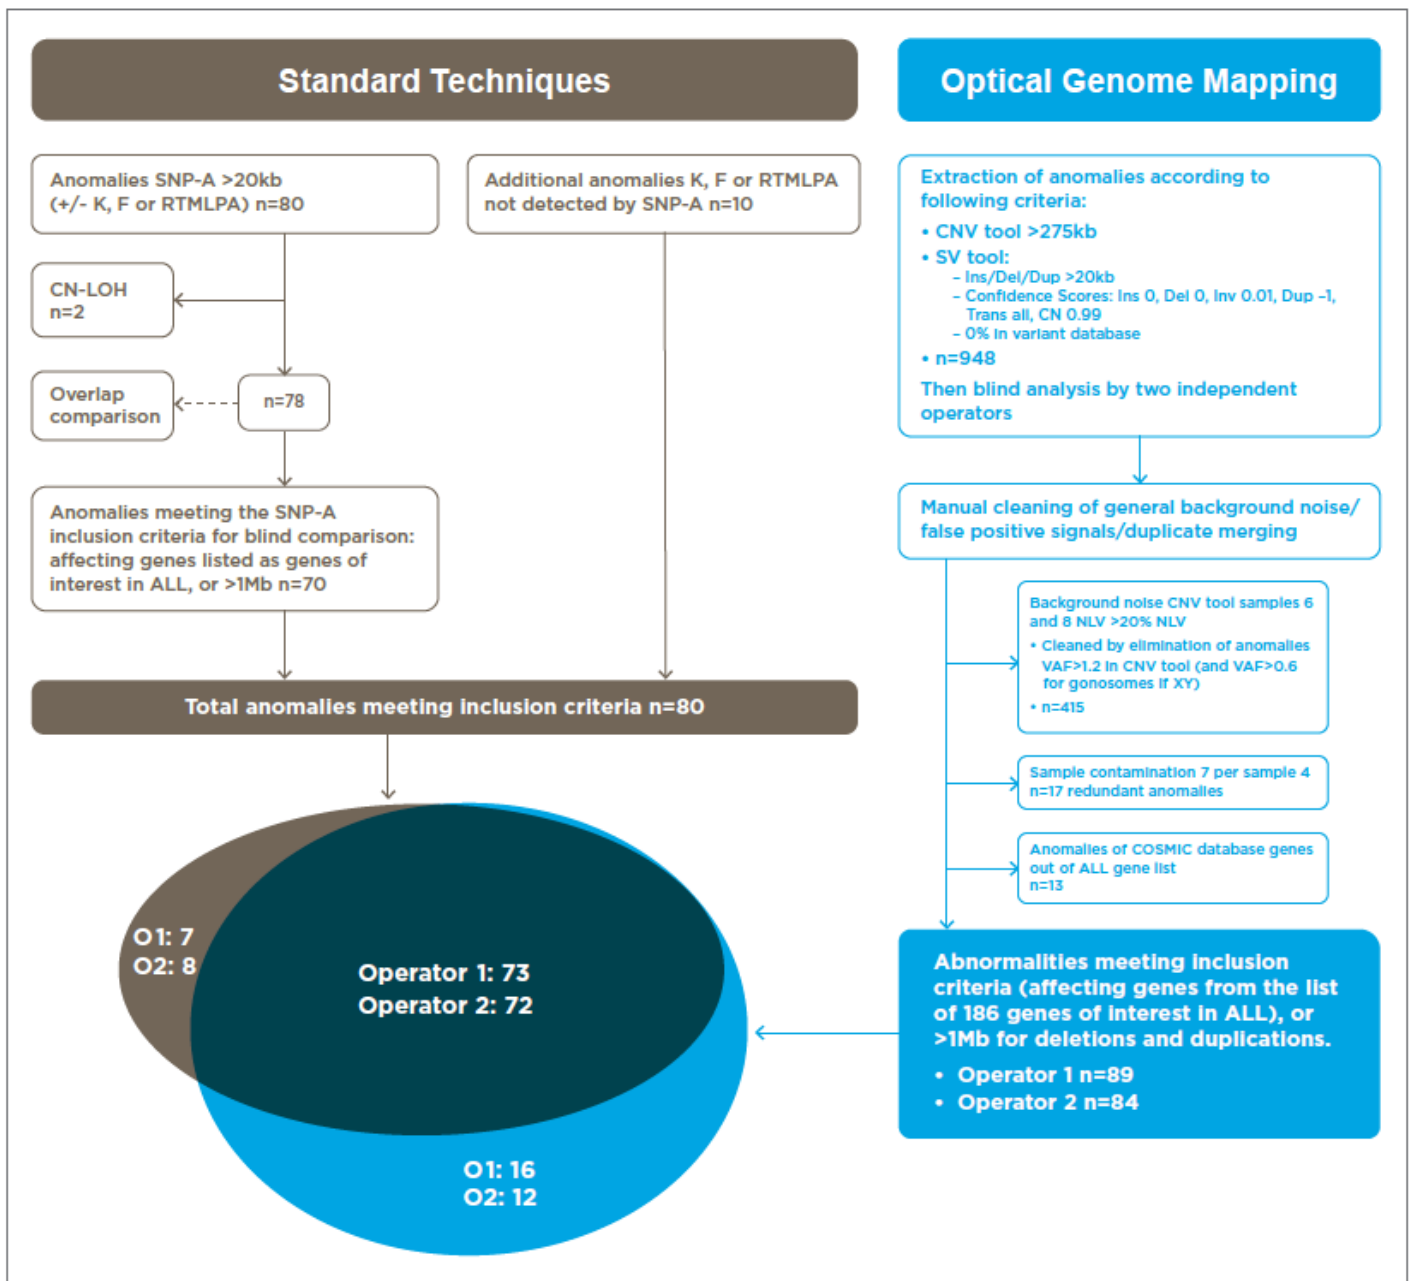 Standard Techniques
Optical Genome Mapping
Anomalies SNP-A >20kb
(+/- K, F or RTMLPA) n=80
Additional anomalies K, F or RTMLPA
not detected by SNP-A n=10
CN-LOH
n=2
Overlap
comparison
n=78
Anomalies meeting the SNP-A
inclusion criteria for blind comparison:
affecting genes listed as genes of
interest in ALL, or >1Mb n=70
Total anomalies meeting inclusion criteria n=80
Extraction of anomalies according to
following criteria:
• CNV tool >275kb
• SV tool:
– Ins/Del/Dup >20kb
– Confidence Scores: Ins 0, Del 0, Inv 0.01, Dup –1,
Trans all, CN 0.99
– 0% in variant database
• n=948
Then blind analysis by two independent
operators
Manual cleaning of general background noise/
false positive signals/duplicate merging
Background noise CNV tool samples 6
and 8 NLV >20% NLV
• Cleaned by elimination of anomalies
VAF>1.2 in CNV tool (and VAF>0.6
for gonosomes if XY)
• n=415
Sample contamination 7 per sample 4
n=17 redundant anomalies
Anomalies of COSMIC database genes
out of ALL gene list
n=13
Abnormalities meeting inclusion
criteria (affecting genes from the list
of 186 genes of interest in ALL), or
>1Mb for deletions and duplications.
• Operator 1 n=89
• Operator 2 n=84
O1: 7
O2: 8
Operator 1: 73
Operator 2: 72
O1: 16
O2: 12